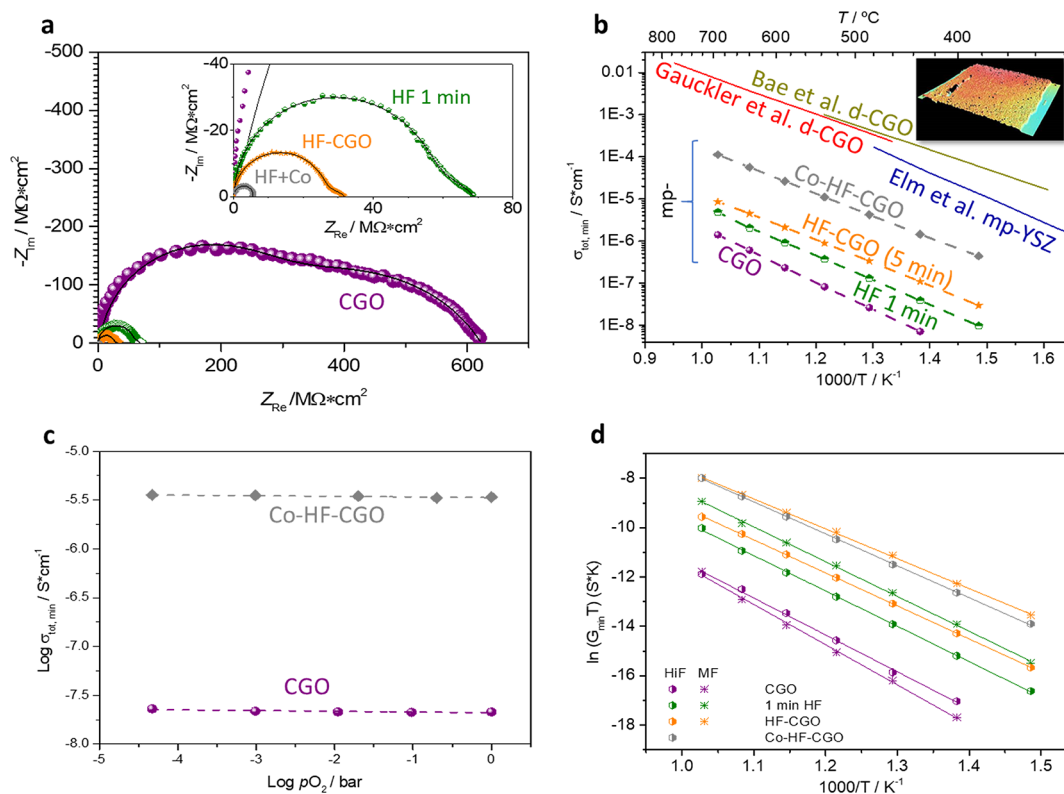 a
-500
-400
-300
-200
-100
0
-Z_Im / MΩ*cm²
-40
-20
0
-Z_Im / MΩ*cm²
HF 1 min
HF-CGO
HF+Co
0 40 80
Z_Re / MΩ*cm²
CGO
0 200 400 600
Z_Re /MΩ*cm²
b
T / ºC
800 700 600 500 400
0.01
1E-3
1E-4
1E-5
1E-6
1E-7
1E-8
σ_tot, min / S*cm⁻¹
Bae et al. d-CGO
Gauckler et al. d-CGO
Elm et al. mp-YSZ
mp-
Co-HF-CGO
HF-CGO (5 min)
HF 1 min
CGO
0.9 1.0 1.1 1.2 1.3 1.4 1.5 1.6
1000/T / K⁻¹
c
-5.0
-5.5
-6.0
-6.5
-7.0
-7.5
-8.0
Log σ_tot, min / S*cm⁻¹
Co-HF-CGO
CGO
-5 -4 -3 -2 -1 0
Log pO₂ / bar
d
-8
-10
-12
-14
-16
-18
ln (G_min T) (S*K)
HiF MF
CGO
1 min HF
HF-CGO
Co-HF-CGO
1.0 1.1 1.2 1.3 1.4 1.5
1000/T / K⁻¹